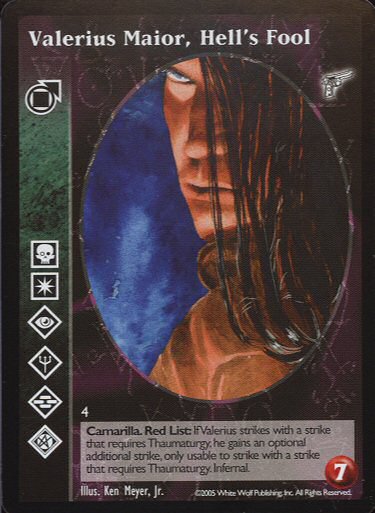 Valerius Maior, Hell's Fool
4
Camarilla. Red List: If Valerius strikes with a strike
that requires Thaumaturgy, he gains an optional
additional strike, only usable to strike with a strike
that requires Thaumaturgy. Infernal.
7
Illus. Ken Meyer, Jr.
©2005 White Wolf Publishing, Inc. All Rights Reserved.